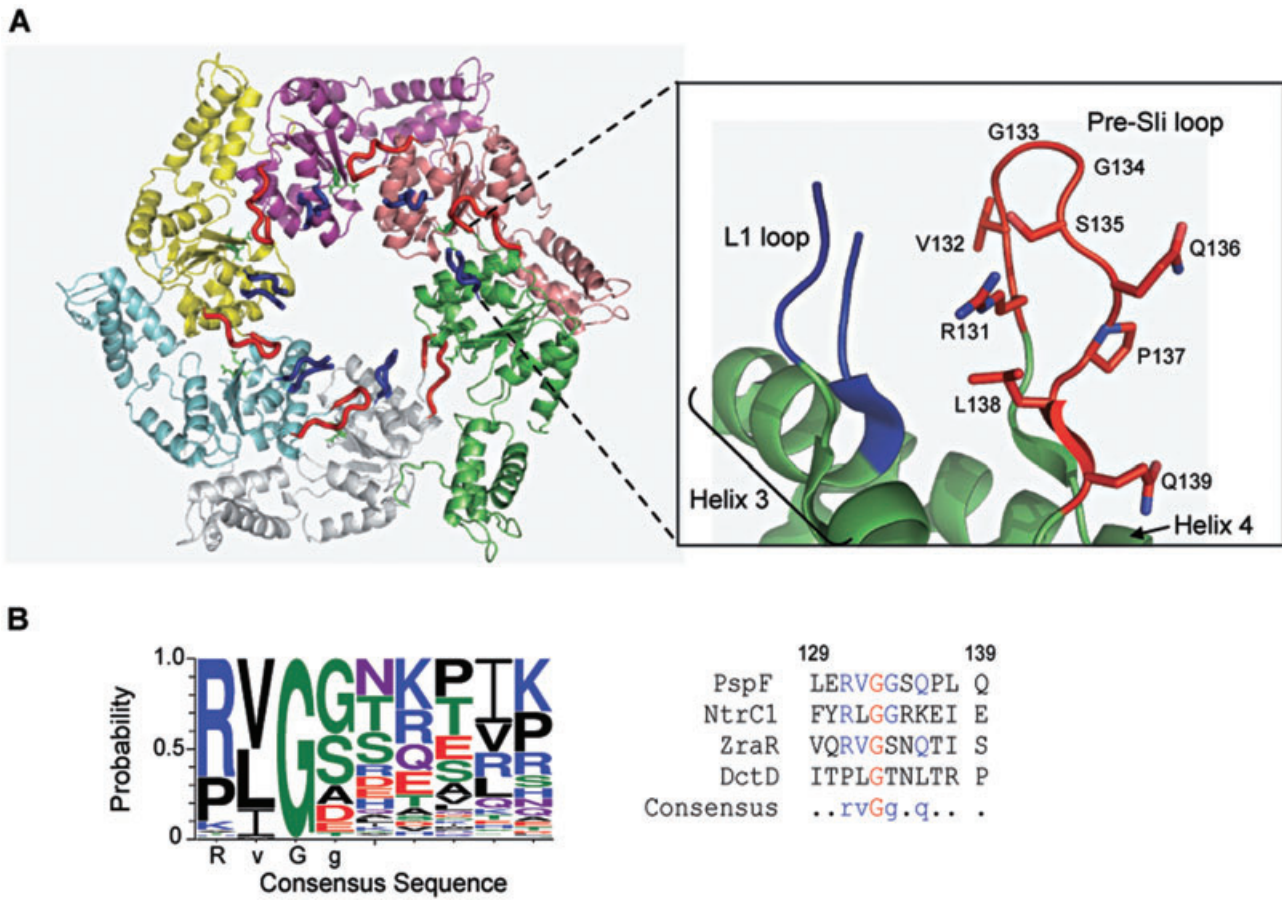 A
Pre-Sli loop
G133
G134
L1 loop
V132
S135
Q136
R131
P137
L138
Q139
Helix 3
Helix 4
B
1.0
0.5
0
Probability
R v G g
Consensus Sequence
129 139
PspF LERVGGSQPL Q
NtrC1 FYRLGGRKEI E
ZraR VQRVGSNQTI S
DctD ITPLGTNLTR P
Consensus ..rvGg.q.. .